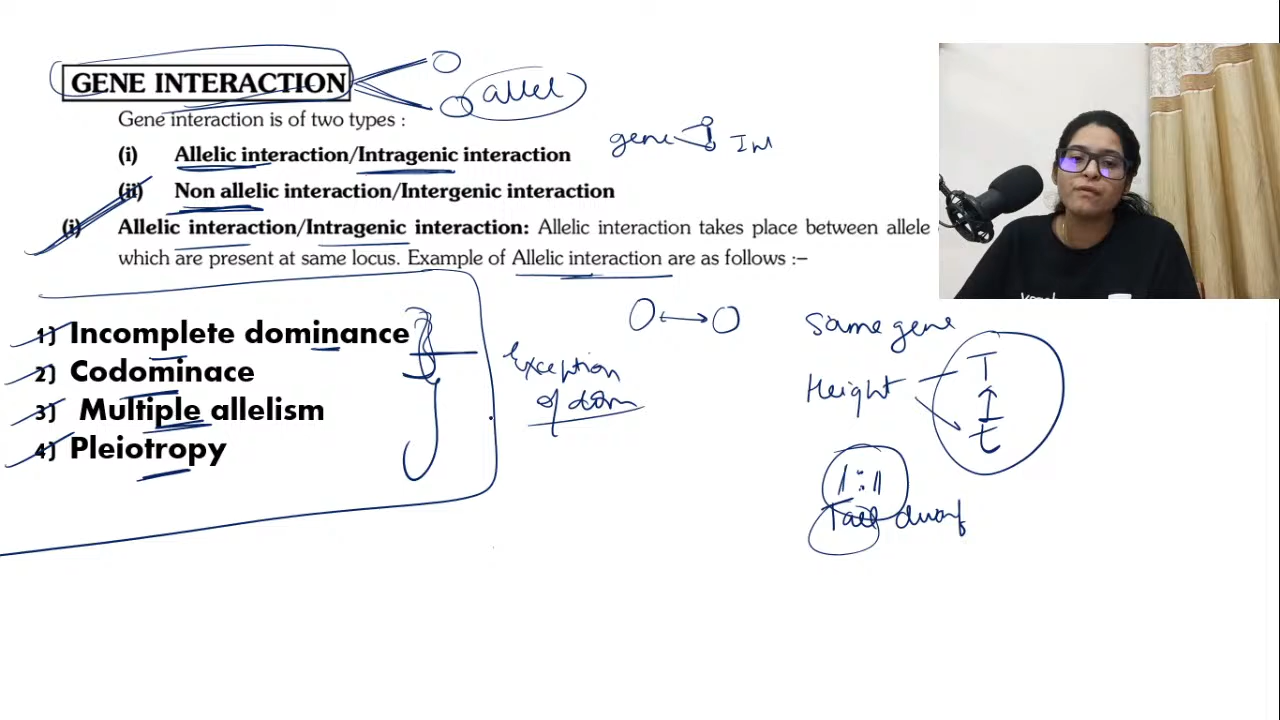 GENE INTERACTION
allel
Gene interaction is of two types :
gene
(i) Allelic interaction/Intragenic interaction
(ii) Non allelic interaction/Intergenic interaction
(i) Allelic interaction/Intragenic interaction: Allelic interaction takes place between allele
which are present at same locus. Example of Allelic interaction are as follows :–
1) Incomplete dominance
2) Codominace
3) Multiple allelism
4) Pleiotropy
Exception
of dom
same gene
Height
T
t
1:1
Tall dwarf